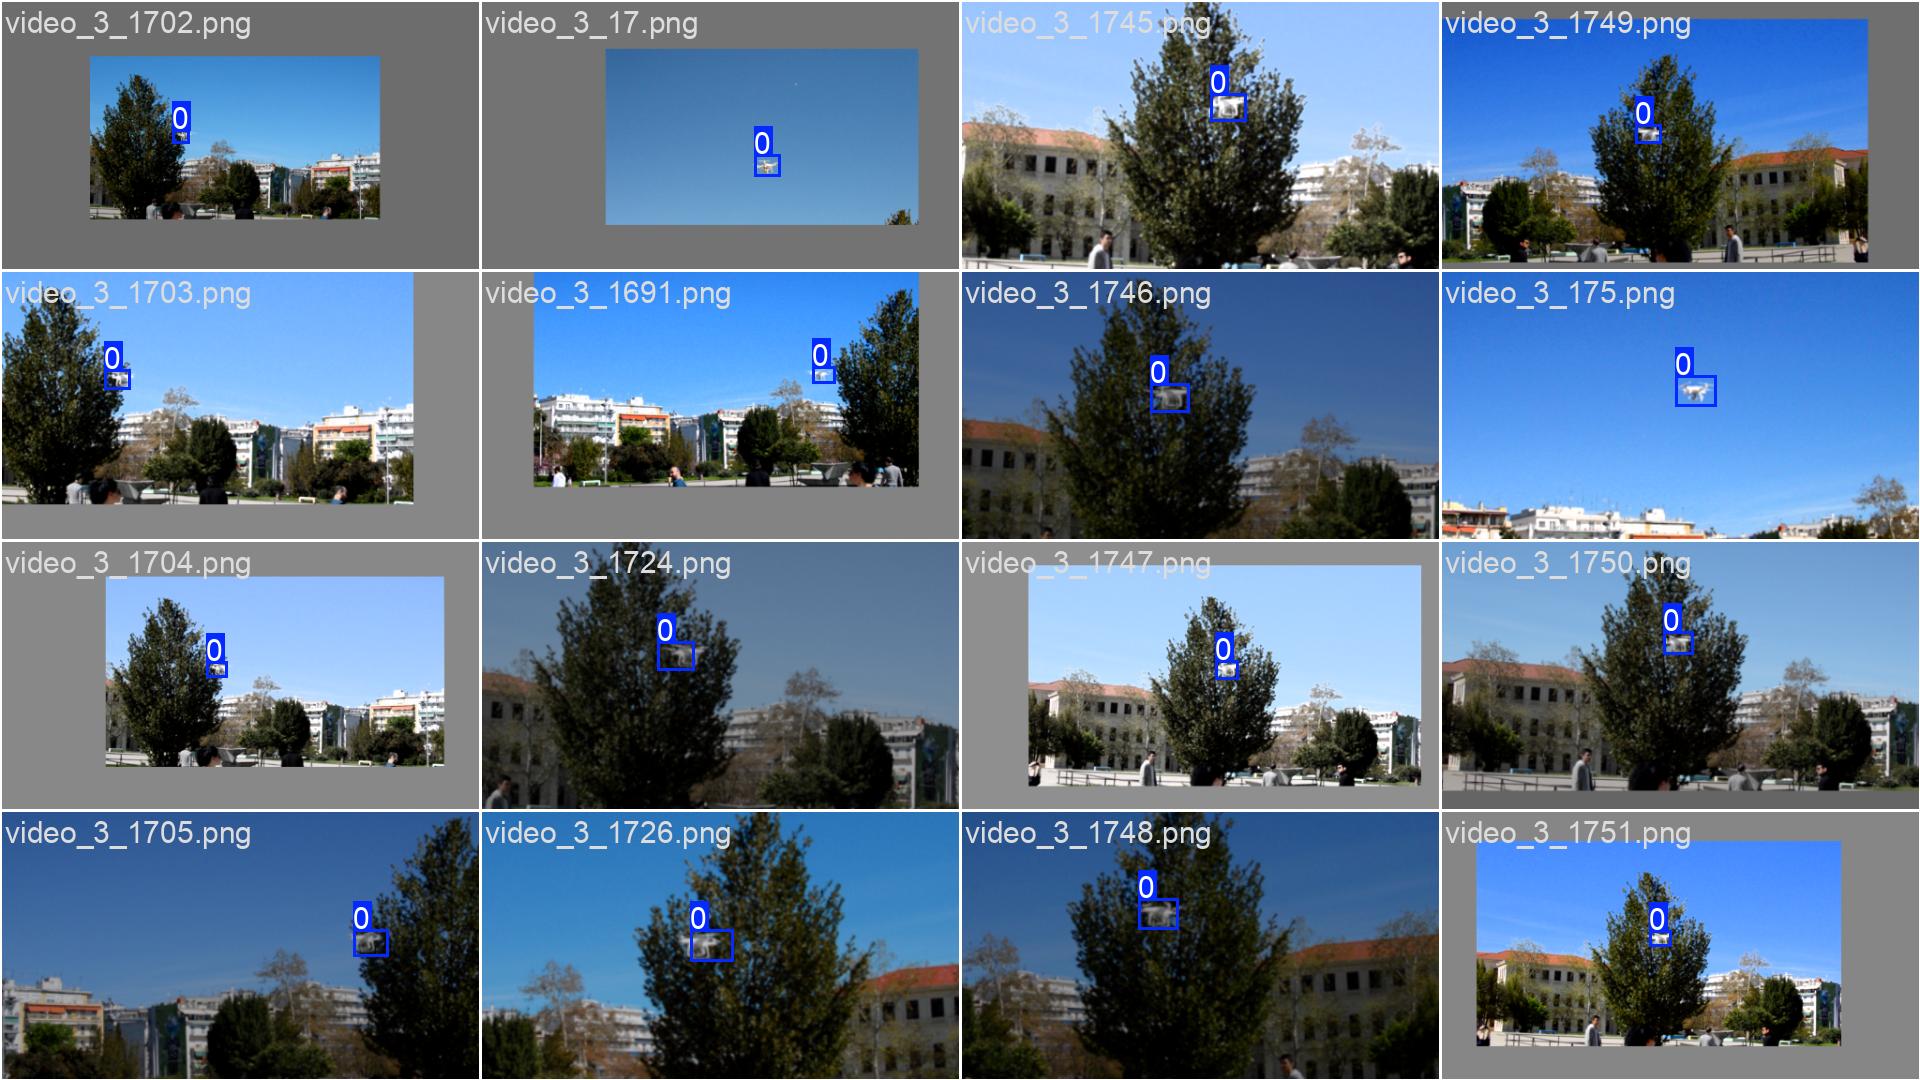 video_3_1702.png
0
video_3_17.png
0
video_3_1745.png
0
video_3_1749.png
0
video_3_1703.png
0
video_3_1691.png
0
video_3_1746.png
0
video_3_175.png
0
video_3_1704.png
0
video_3_1724.png
0
video_3_1747.png
0
video_3_1750.png
0
video_3_1705.png
0
video_3_1726.png
0
video_3_1748.png
0
video_3_1751.png
0